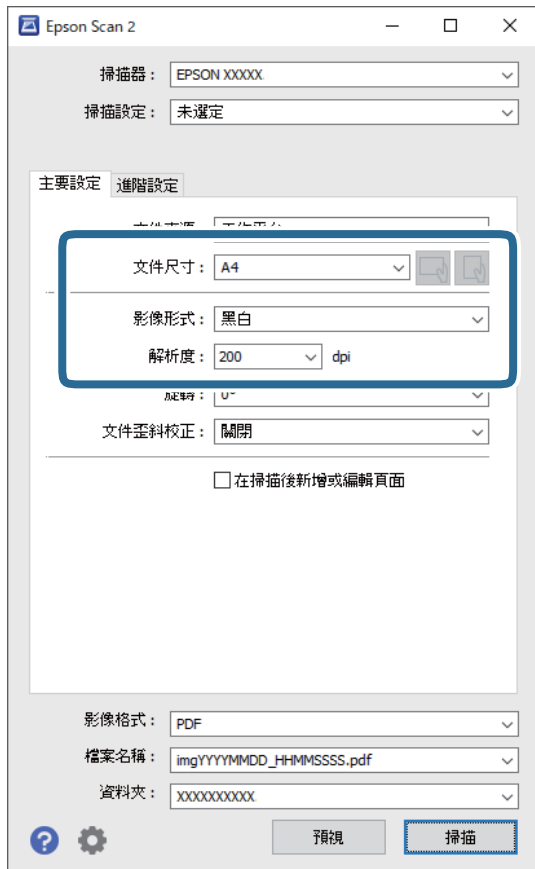 Epson Scan 2
掃描器： EPSON XXXXX
掃描設定： 未選定
主要設定 進階設定
文件尺寸： A4
影像形式： 黑白
解析度： 200 dpi
旋轉： 0°
文件歪斜校正： 關閉
在掃描後新增或編輯頁面
影像格式： PDF
檔案名稱： imgYYYYMMDD_HHMMSSSS.pdf
資料夾： XXXXXXXXXX
預視 掃描